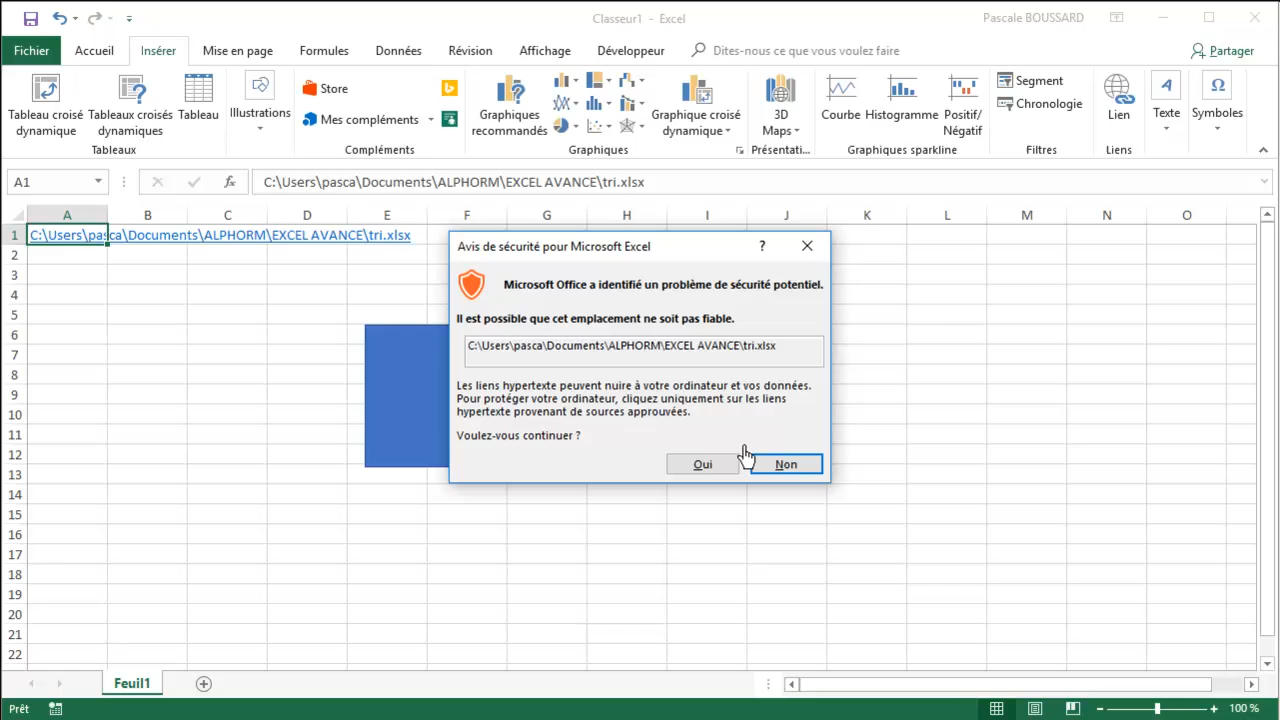 Classeur1 - Excel
Pascale BOUSSARD
Fichier
Accueil
Insérer
Mise en page
Formules
Données
Révision
Affichage
Développeur
Dites-nous ce que vous voulez faire
Partager
Tableau croisé
dynamique
Tableaux croisés
dynamiques
Tableau
Tableaux
Illustrations
Store
Mes compléments
Compléments
Graphiques
recommandés
Graphiques
Graphique croisé
dynamique
3D
Maps
Présentati...
Courbe
Histogramme
Positif/
Négatif
Graphiques sparkline
Segment
Chronologie
Filtres
Lien
Liens
Texte
Symboles
A1
fx
C:\Users\pasca\Documents\ALPHORM\EXCEL AVANCE\tri.xlsx
A B C D E F G H I J K L M N O
1 C:\Users\pasca\Documents\ALPHORM\EXCEL AVANCE\tri.xlsx
2
3
4
5
6
7
8
9
10
11
12
13
14
15
16
17
18
19
20
21
22
Avis de sécurité pour Microsoft Excel
?
Microsoft Office a identifié un problème de sécurité potentiel.
Il est possible que cet emplacement ne soit pas fiable.
C:\Users\pasca\Documents\ALPHORM\EXCEL AVANCE\tri.xlsx
Les liens hypertexte peuvent nuire à votre ordinateur et vos données.
Pour protéger votre ordinateur, cliquez uniquement sur les liens
hypertexte provenant de sources approuvées.
Voulez-vous continuer ?
Oui
Non
Feuil1
Prêt
100 %